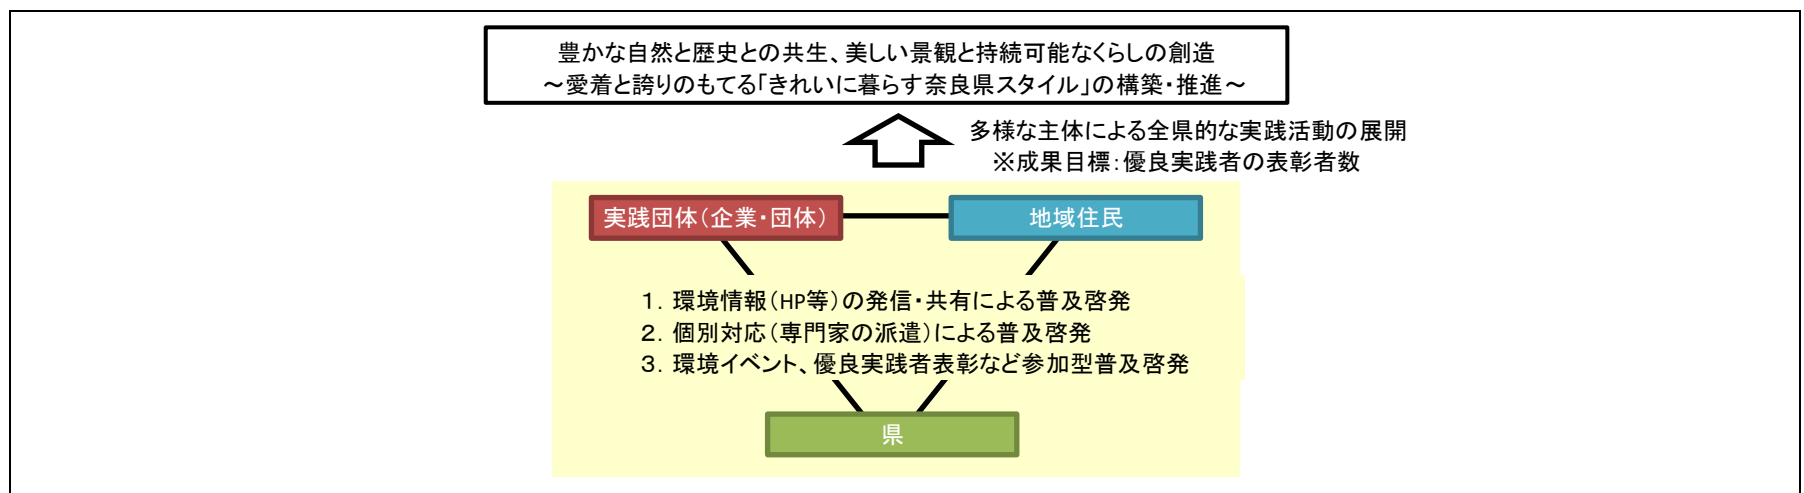 豊かな自然と歴史との共生、美しい景観と持続可能なくらしの創造
～愛着と誇りのもてる「きれいに暮らす奈良県スタイル」の構築・推進～
多様な主体による全県的な実践活動の展開
※成果目標：優良実践者の表彰者数
実践団体（企業・団体）
地域住民
１．環境情報（HP等）の発信・共有による普及啓発
２．個別対応（専門家の派遣）による普及啓発
３．環境イベント、優良実践者表彰など参加型普及啓発
県